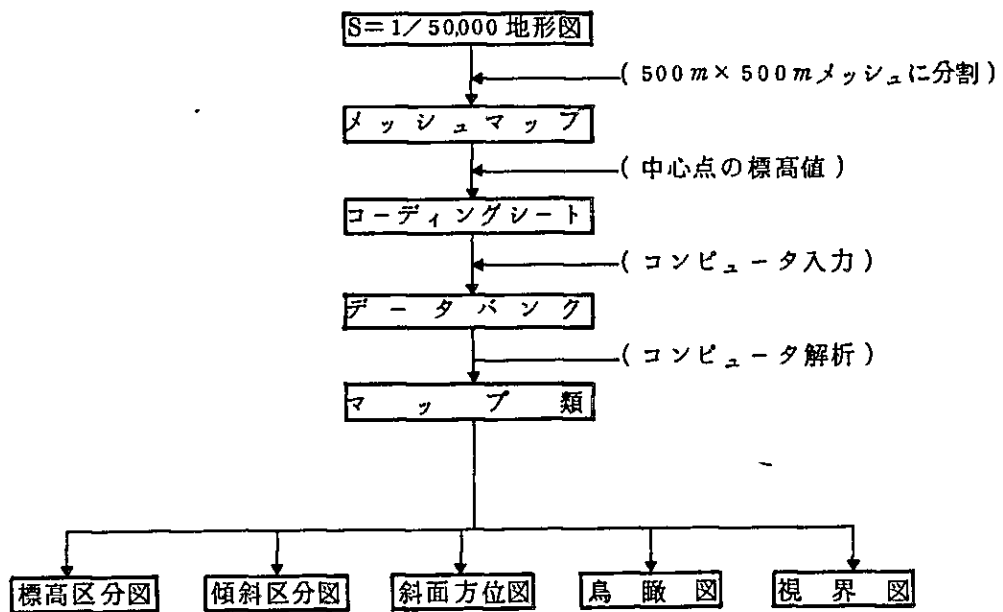 S=1/50,000 地形図
(500m×500mメッシュに分割)
メッシュマップ
(中心点の標高値)
コーディングシート
(コンピュータ入力)
データバンク
(コンピュータ解析)
マップ類
標高区分図 傾斜区分図 斜面方位図 鳥瞰図 視界図